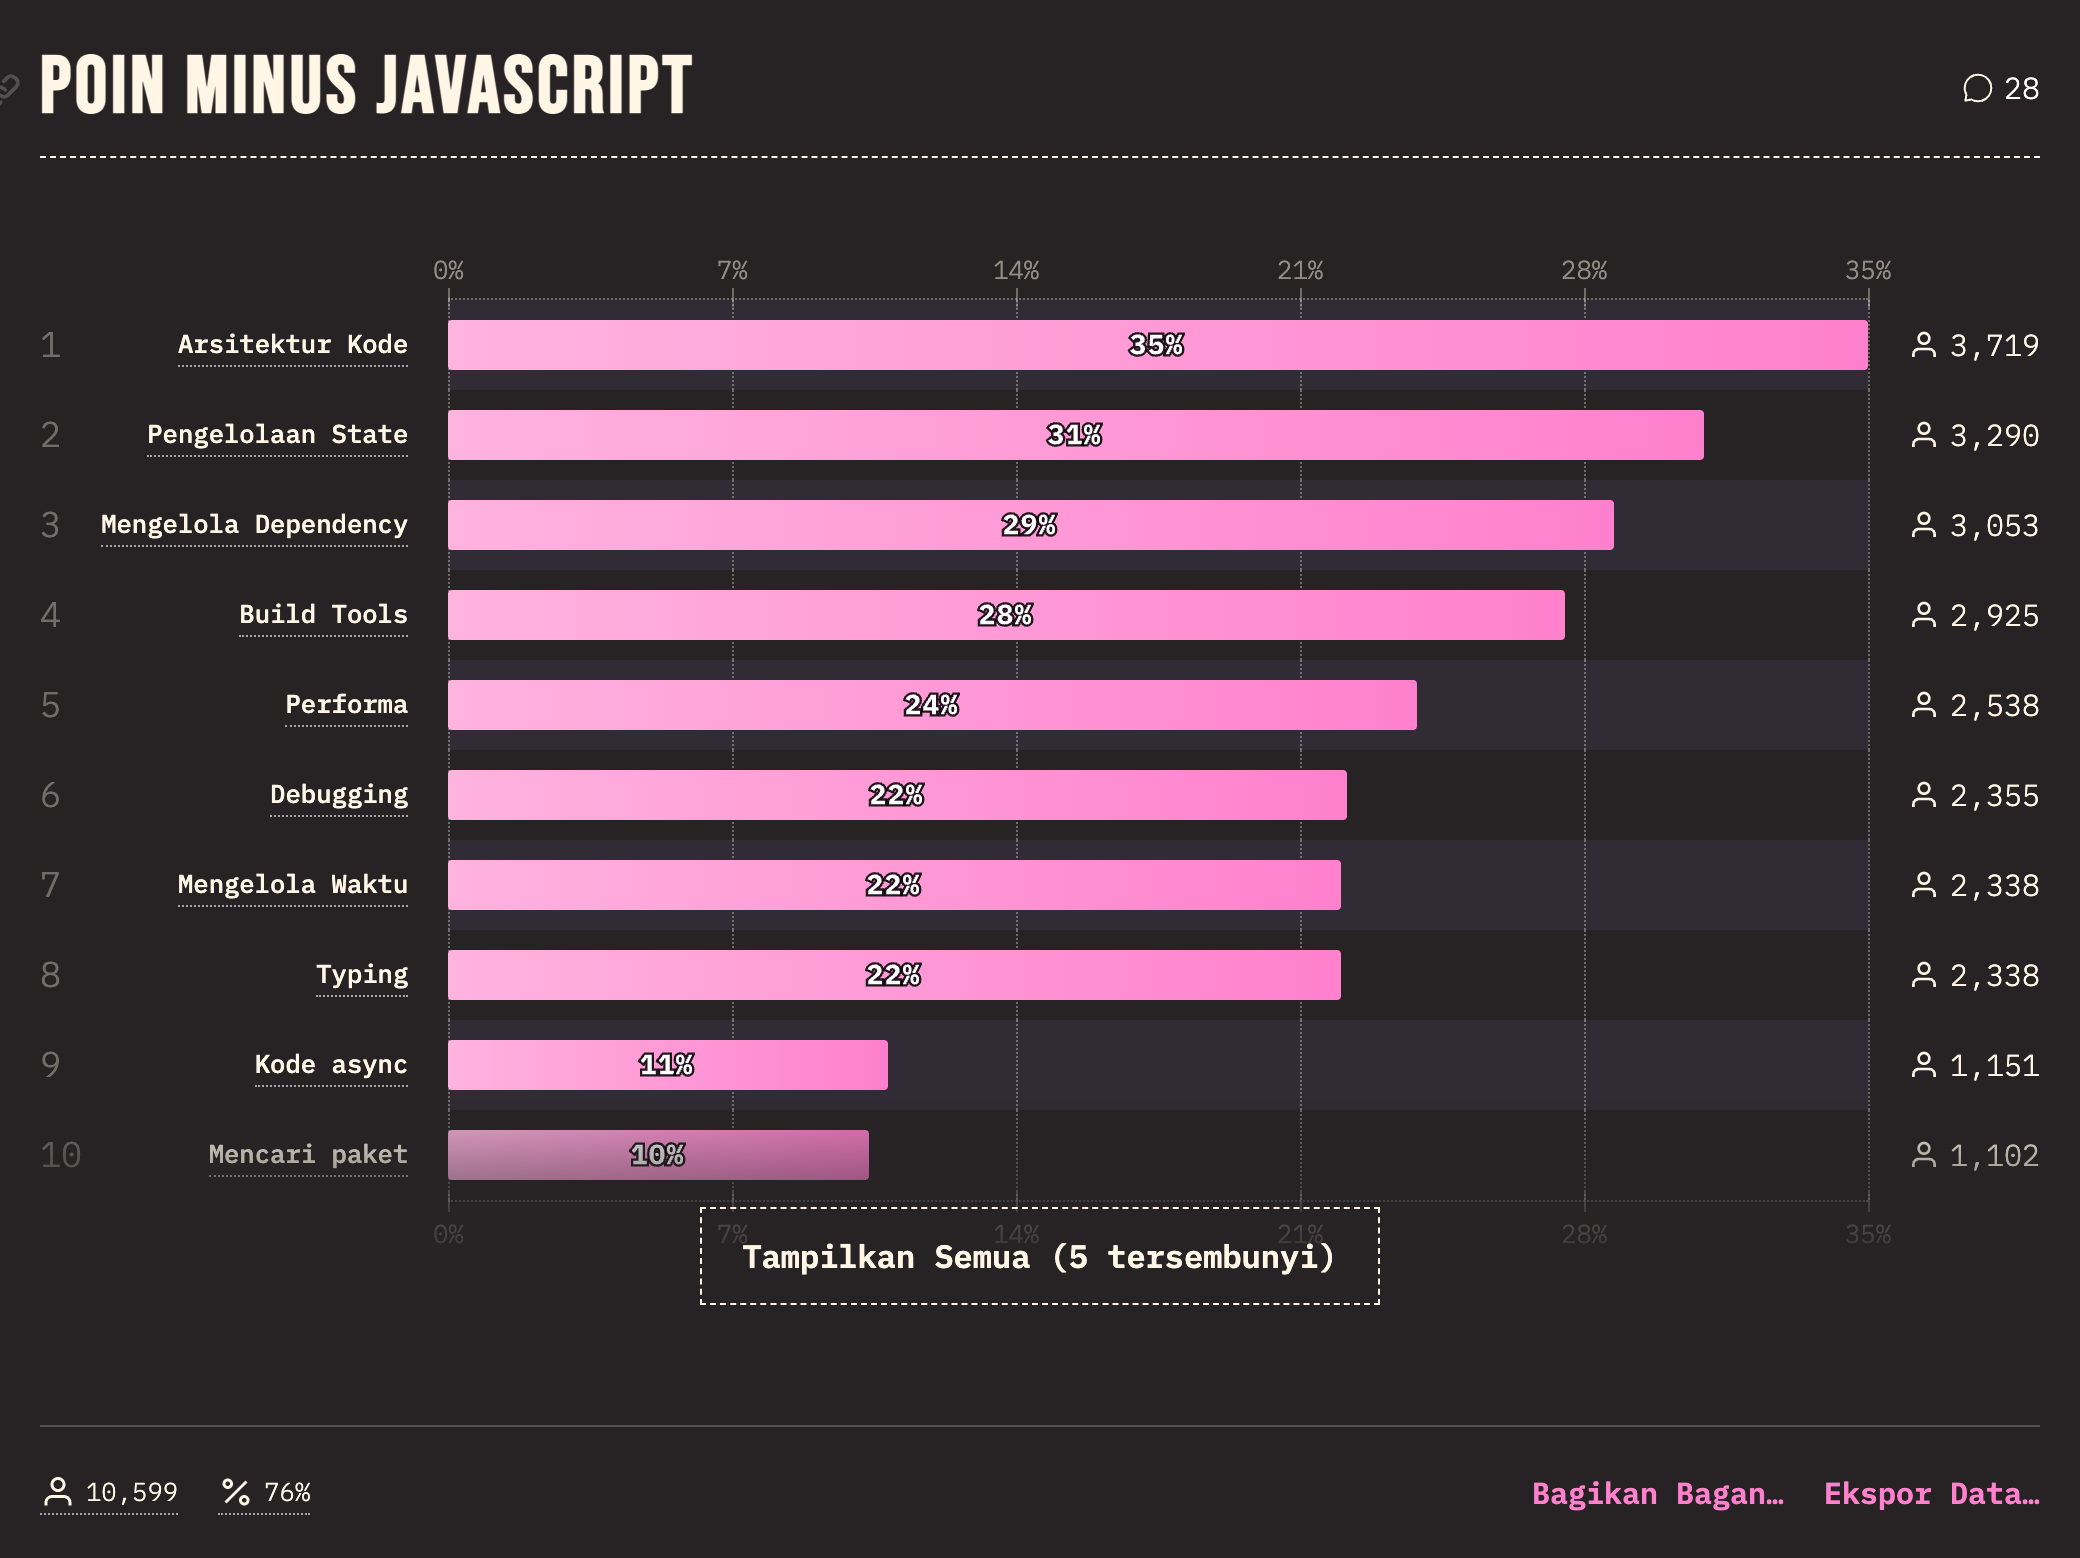 POIN MINUS JAVASCRIPT
28
0% 7% 14% 21% 28% 35%
1 Arsitektur Kode 35% 3,719
2 Pengelolaan State 31% 3,290
3 Mengelola Dependency 29% 3,053
4 Build Tools 28% 2,925
5 Performa 24% 2,538
6 Debugging 22% 2,355
7 Mengelola Waktu 22% 2,338
8 Typing 22% 2,338
9 Kode async 11% 1,151
10 Mencari paket 10% 1,102
0% 7% 14% 21% 28% 35%
Tampilkan Semua (5 tersembunyi)
10,599 76% Bagikan Bagan… Ekspor Data…